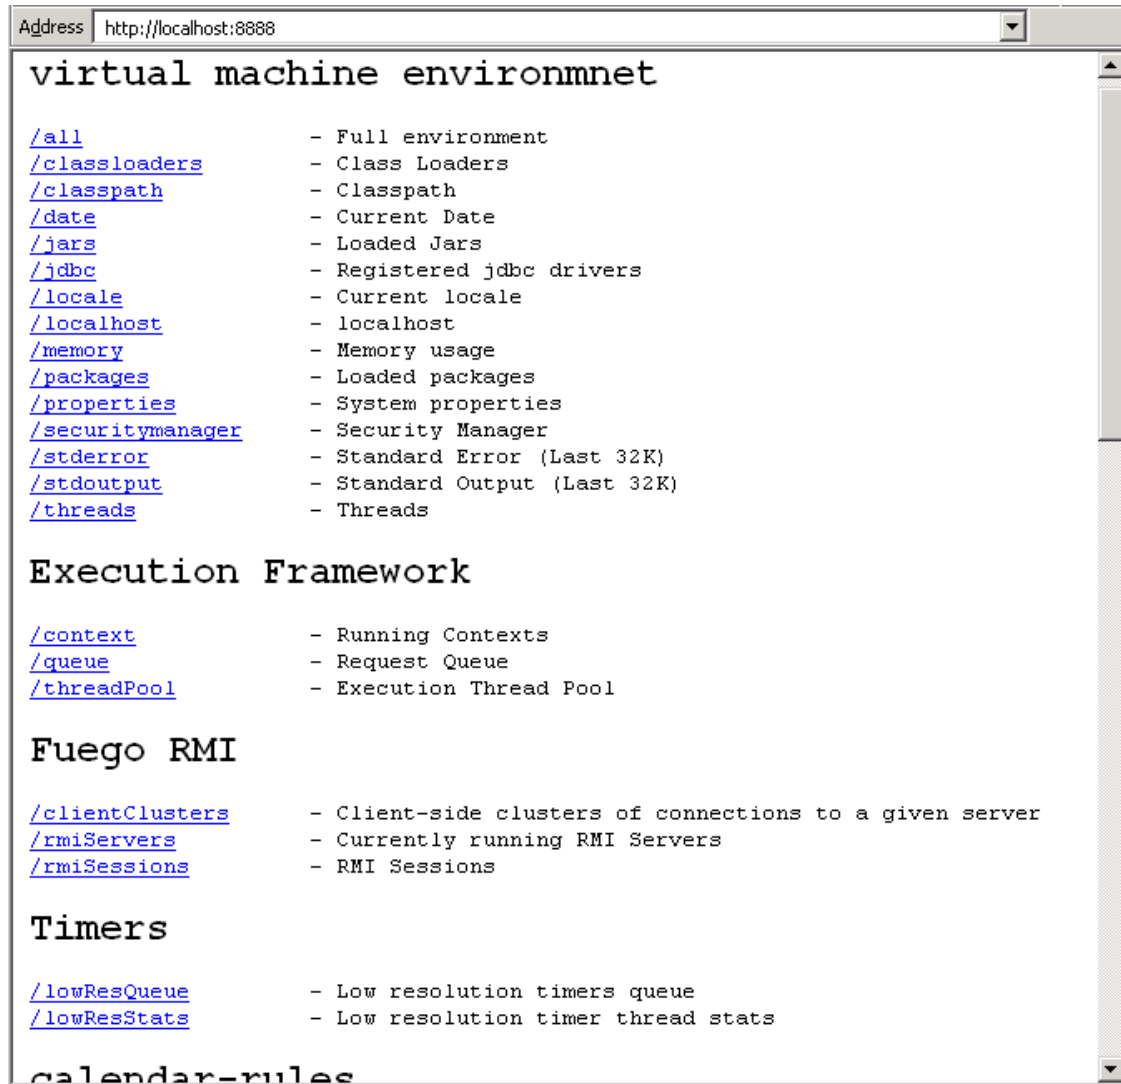 Address http://localhost:8888
virtual machine environmnet
/all - Full environment
/classloaders - Class Loaders
/classpath - Classpath
/date - Current Date
/jars - Loaded Jars
/jdbc - Registered jdbc drivers
/locale - Current locale
/localhost - localhost
/memory - Memory usage
/packages - Loaded packages
/properties - System properties
/securitymanager - Security Manager
/stderror - Standard Error (Last 32K)
/stdoutput - Standard Output (Last 32K)
/threads - Threads
Execution Framework
/context - Running Contexts
/queue - Request Queue
/threadPool - Execution Thread Pool
Fuego RMI
/clientClusters - Client-side clusters of connections to a given server
/rmiServers - Currently running RMI Servers
/rmiSessions - RMI Sessions
Timers
/lowResQueue - Low resolution timers queue
/lowResStats - Low resolution timer thread stats
calendar-rules